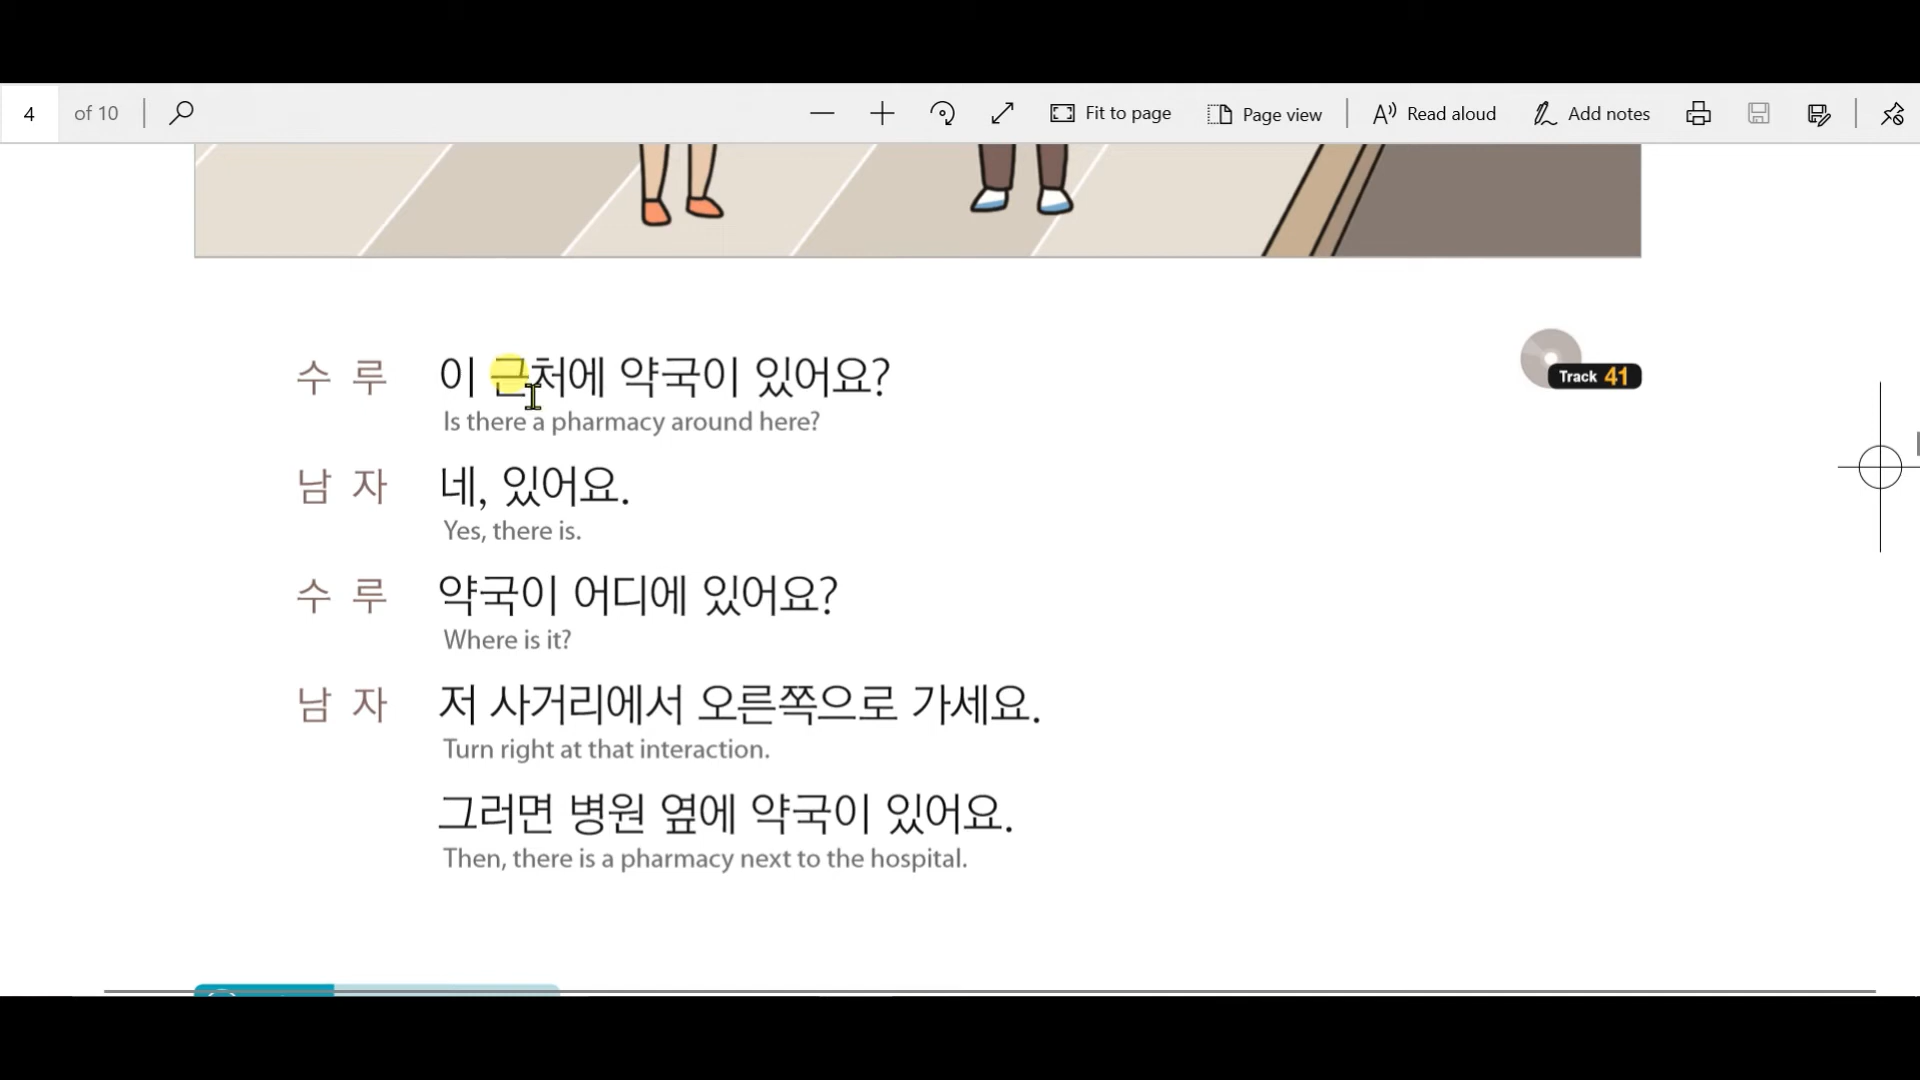 4 of 10 Fit to page Page view Read aloud Add notes
수 루 이 근처에 약국이 있어요?
Track 41
Is there a pharmacy around here?
남 자 네, 있어요.
Yes, there is.
수 루 약국이 어디에 있어요?
Where is it?
남 자 저 사거리에서 오른쪽으로 가세요.
Turn right at that interaction.
그러면 병원 옆에 약국이 있어요.
Then, there is a pharmacy next to the hospital.